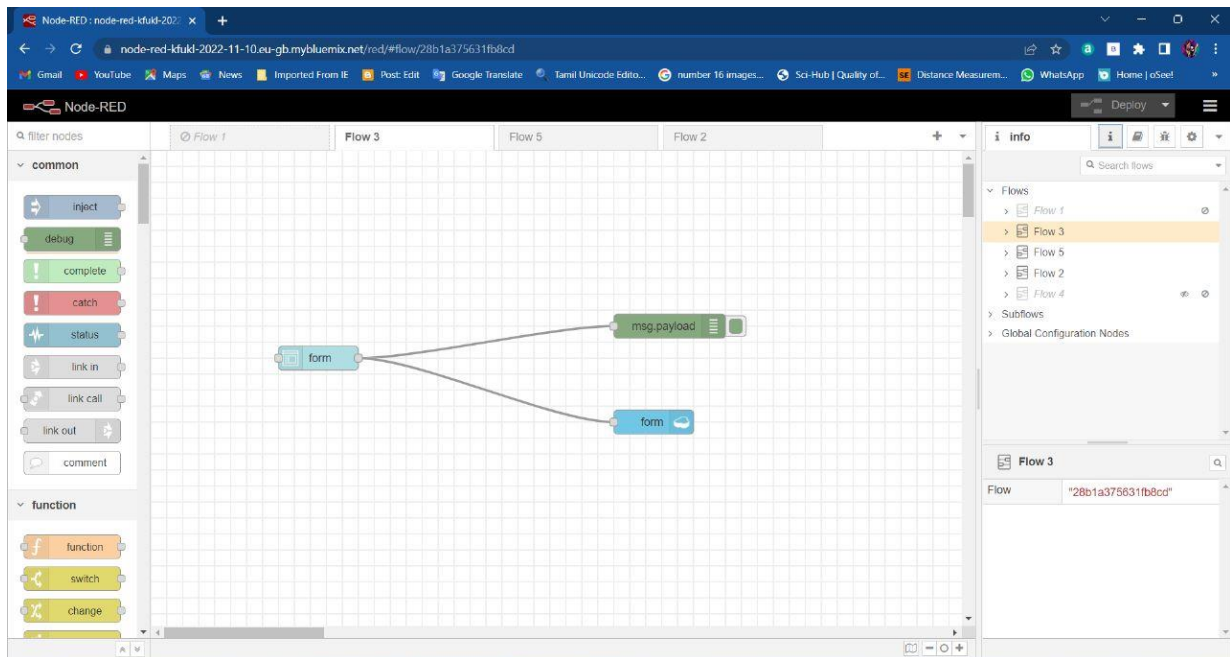 Node-RED : node-red-kfukl-202
node-red-kfukl-2022-11-10.eu-gb.mybluemix.net/red/#flow/28b1a375631fb8cd
Gmail YouTube Maps News Imported From IE Post: Edit Google Translate Tamil Unicode Edito... number 16 images... Sci-Hub | Quality of... SE Distance Measurem... WhatsApp Home | oSee! »
Node-RED Deploy
filter nodes Flow 1 Flow 3 Flow 5 Flow 2 i info
common
Search flows
inject
debug
complete
catch
status
link in
link call
link out
comment
function
function
switch
change
form
msg.payload
form
Flows
Flow 1
Flow 3
Flow 5
Flow 2
Flow 4
Subflows
Global Configuration Nodes
Flow 3
Flow "28b1a375631fb8cd"